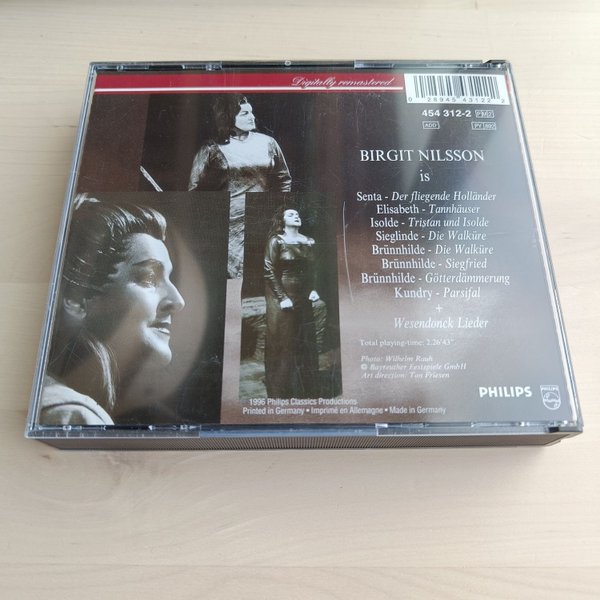 Digitally remastered
0 28945 43122 2
454 312-2 PM2
ADD
PY 892
BIRGIT NILSSON
is
Senta - Der fliegende Holländer
Elisabeth - Tannhäuser
Isolde - Tristan und Isolde
Sieglinde - Die Walküre
Brünnhilde - Die Walküre
Brünnhilde - Siegfried
Brünnhilde - Götterdämmerung
Kundry - Parsifal
+
Wesendonck Lieder
Total playing-time: 2.26'43"
Photo: Wilhelm Rauh
© Bayreuther Festspiele GmbH
Art direction: Ton Friesen
1996 Philips Classics Productions
Printed in Germany • Imprimé en Allemagne • Made in Germany
PHILIPS